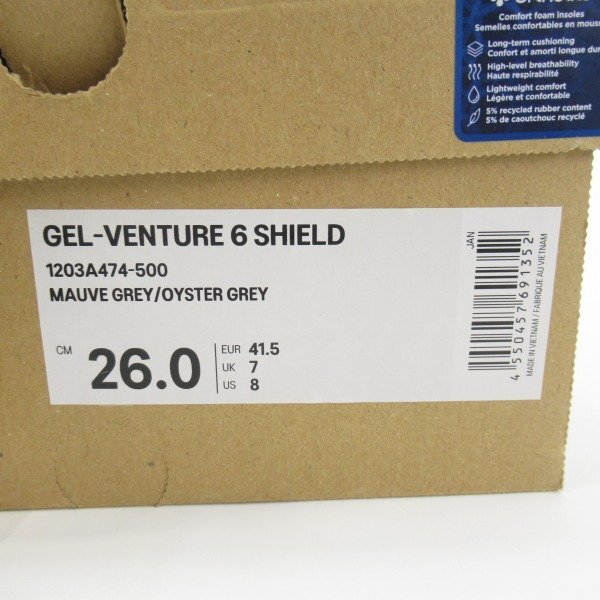 Comfort foam insoles
Semelles confortables en mousse
Long-term cushioning
Confort et amorti longue dur
High-level breathability
Haute respirabilité
Lightweight comfort
Légère et confortable
5% recycled rubber content
5% de caoutchouc recyclé
GEL-VENTURE 6 SHIELD
1203A474-500
MAUVE GREY/OYSTER GREY
CM 26.0
EUR 41.5
UK 7
US 8
JAN
4 550457 691352
MADE IN VIETNAM / FABRIQUE AU VIETNAM